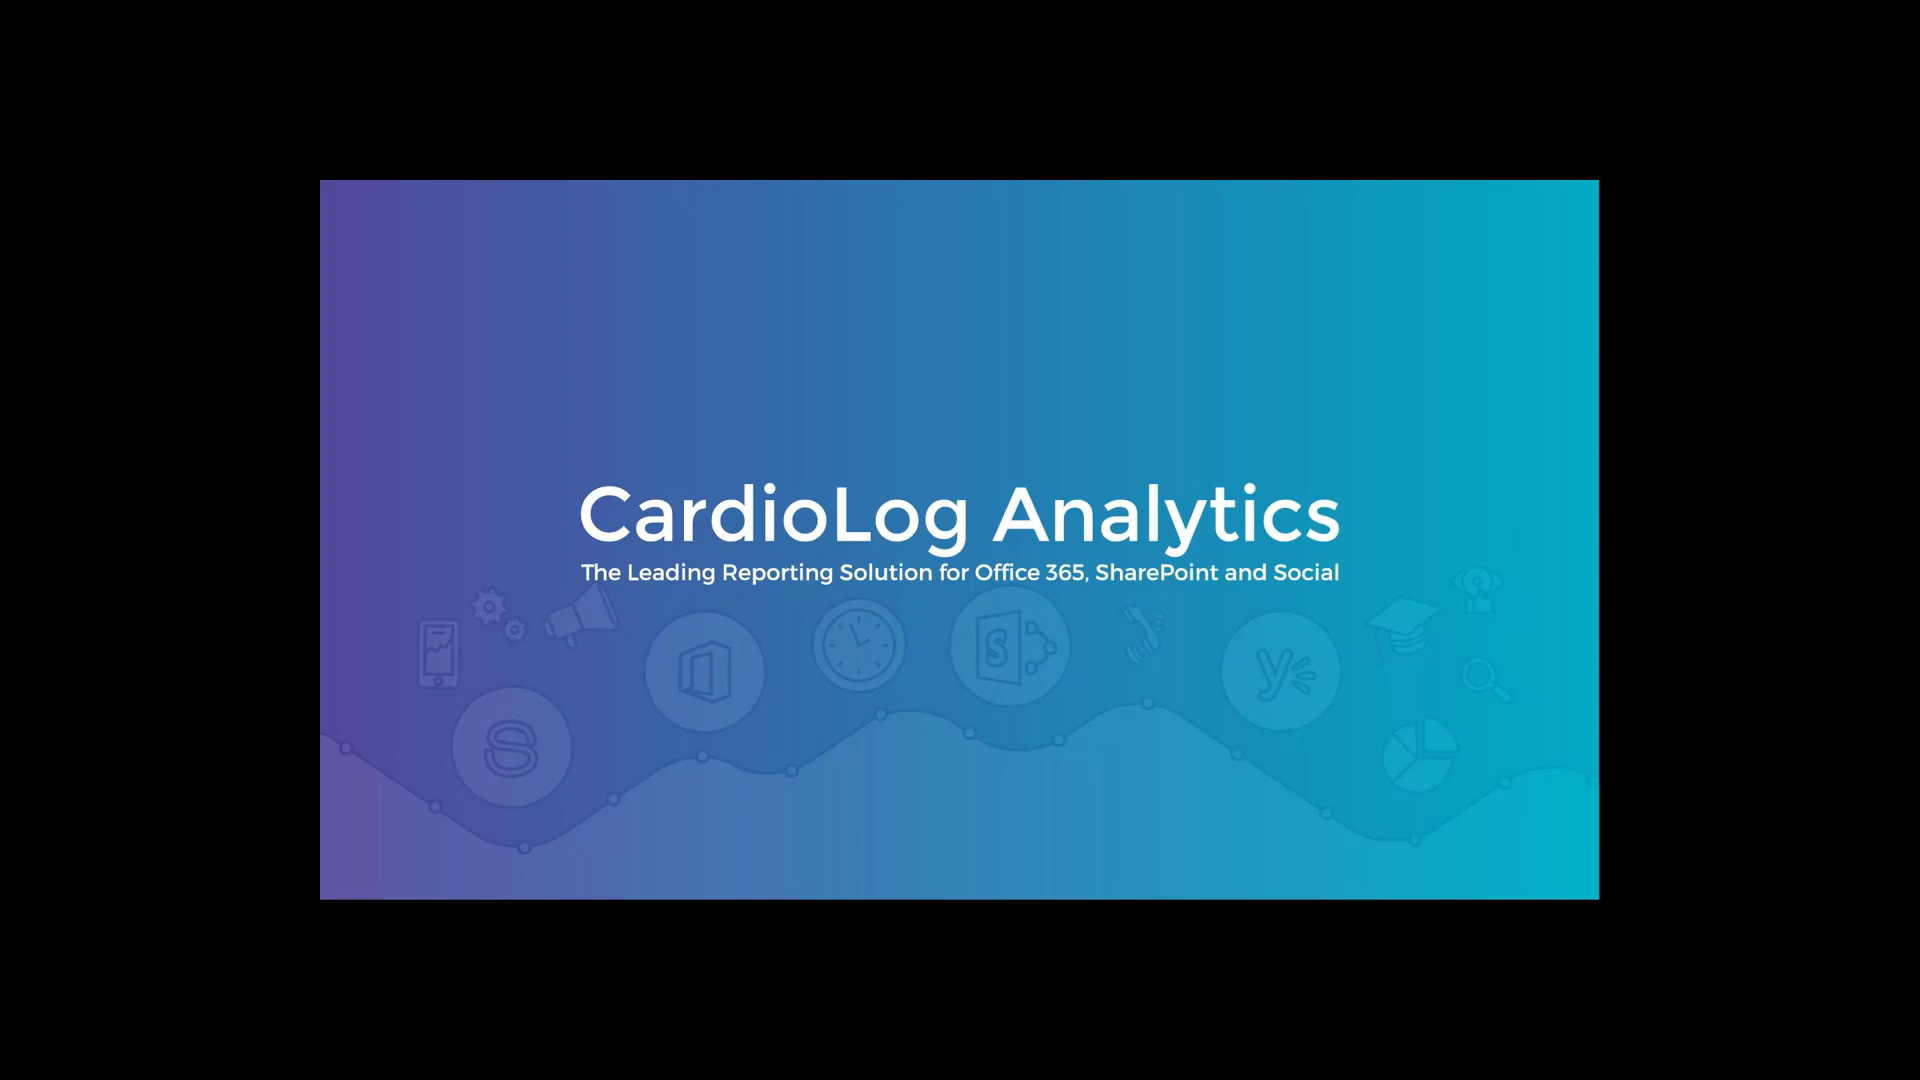 CardioLog Analytics
The Leading Reporting Solution for Office 365, SharePoint and Social